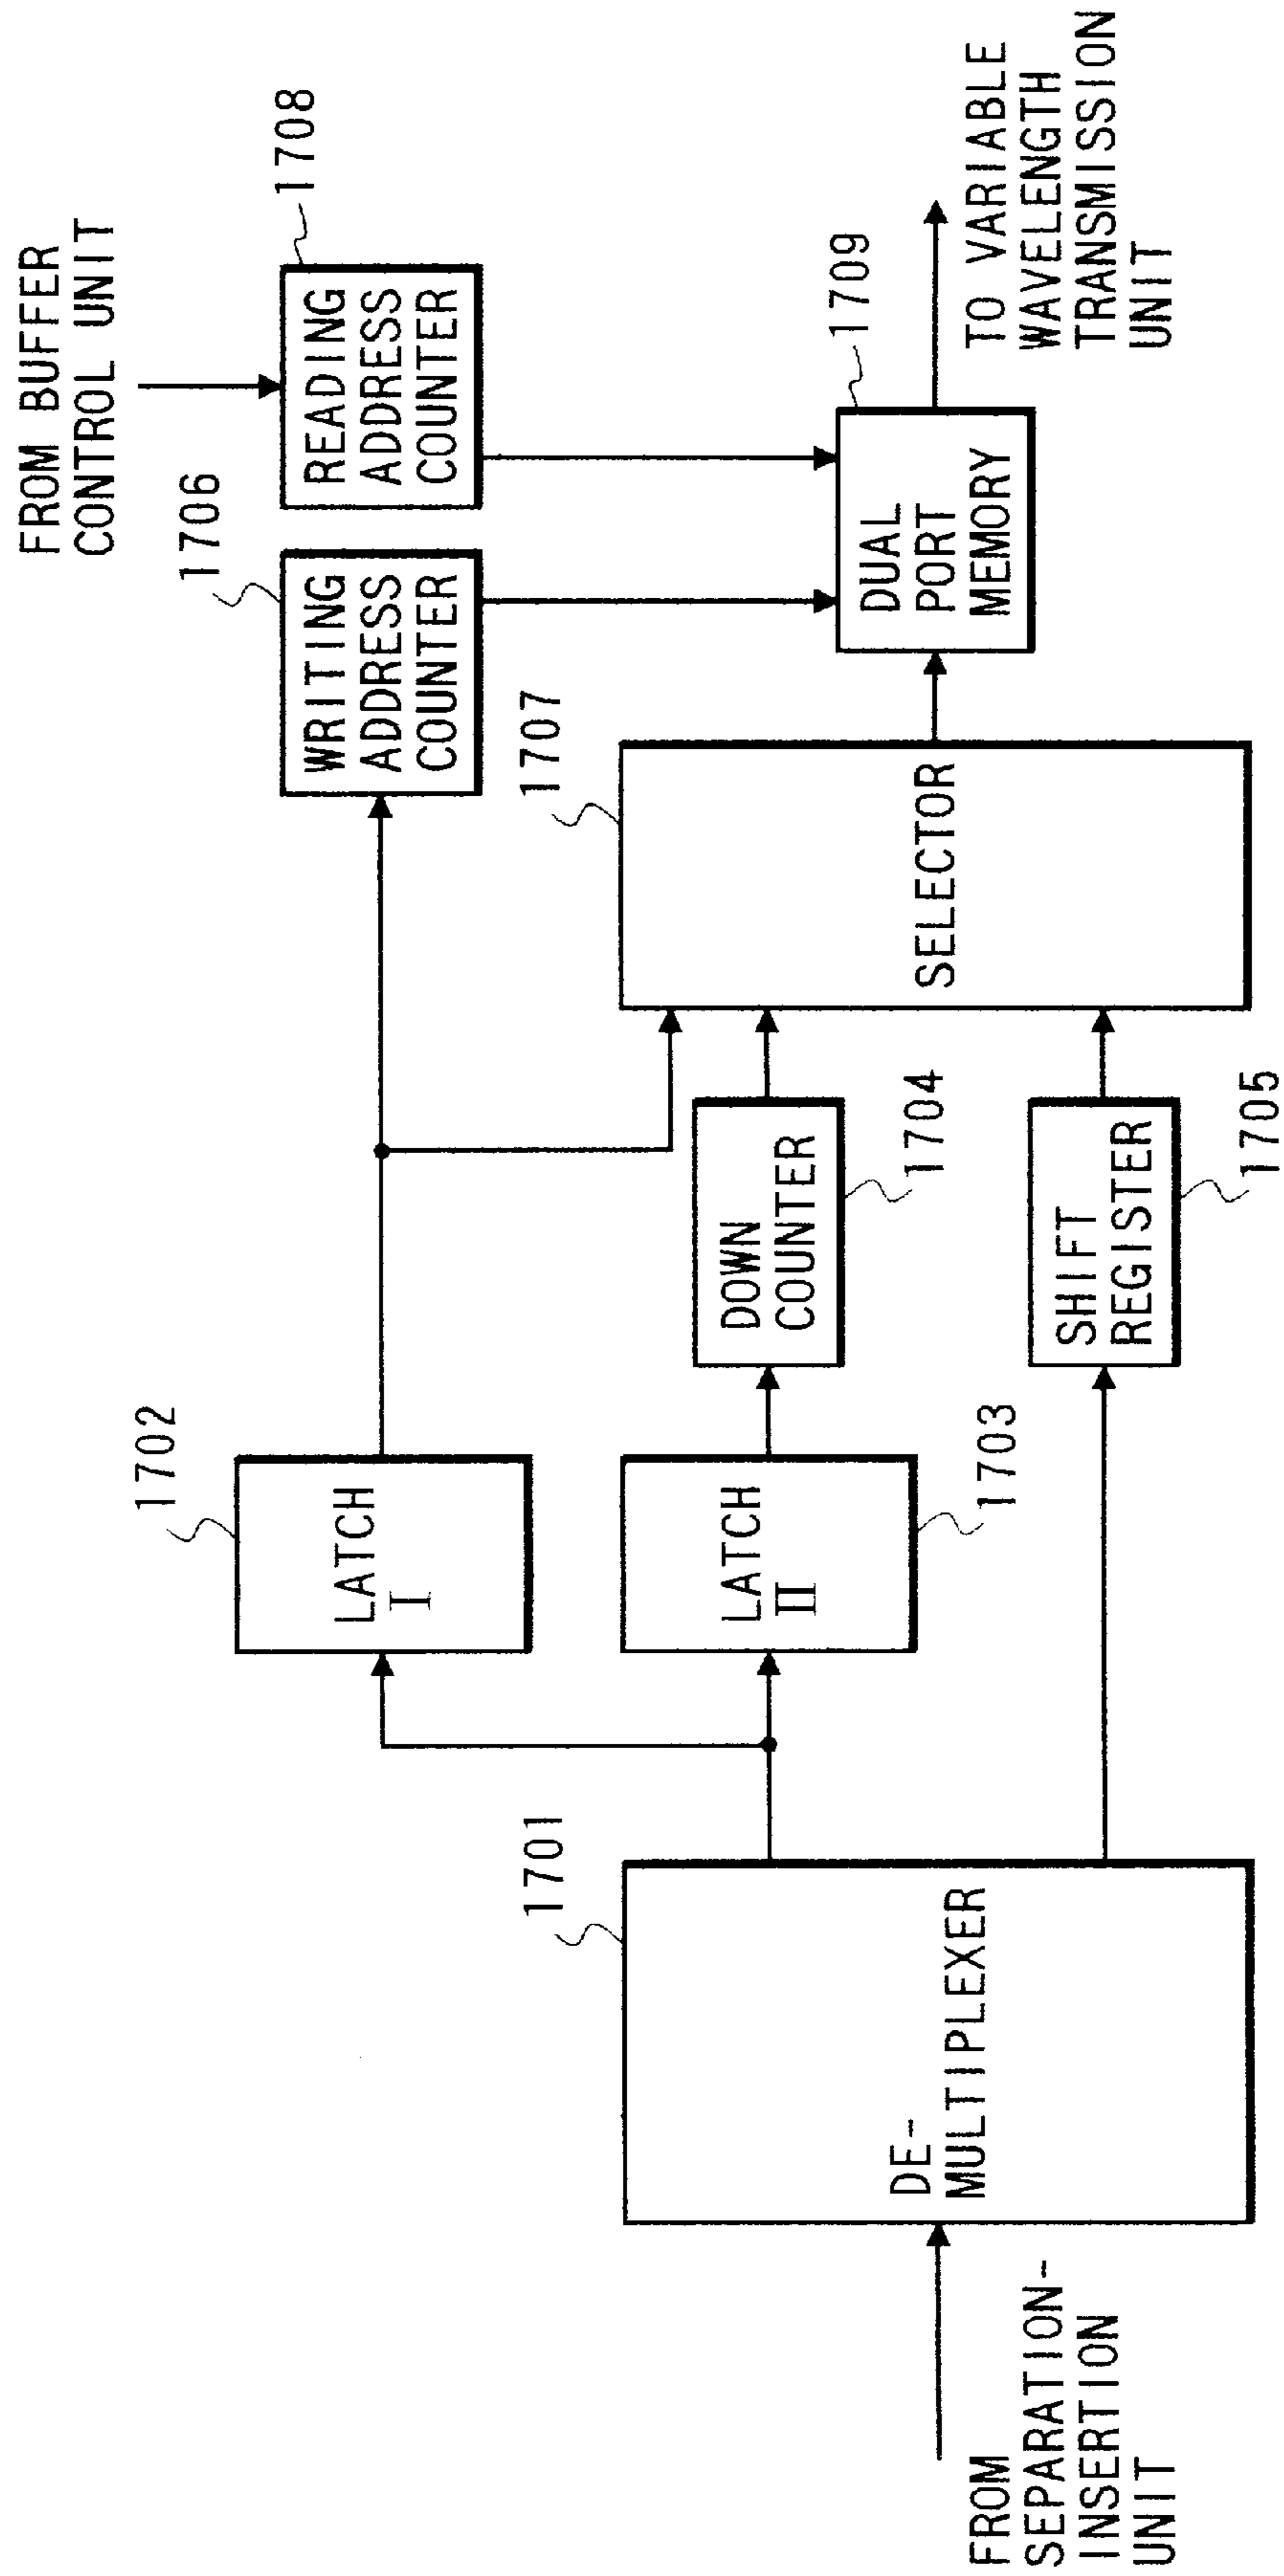 FROM BUFFER
CONTROL UNIT
1708
READING
ADDRESS
COUNTER
1706
WRITING
ADDRESS
COUNTER
1702
LATCH
I
1703
LATCH
II
1704
DOWN
COUNTER
1705
SHIFT
REGISTER
1701
DE-
MULTIPLEXER
1707
SELECTOR
1709
DUAL
PORT
MEMORY
FROM
SEPARATION-
INSERTION
UNIT
TO VARIABLE
WAVELENGTH
TRANSMISSION
UNIT